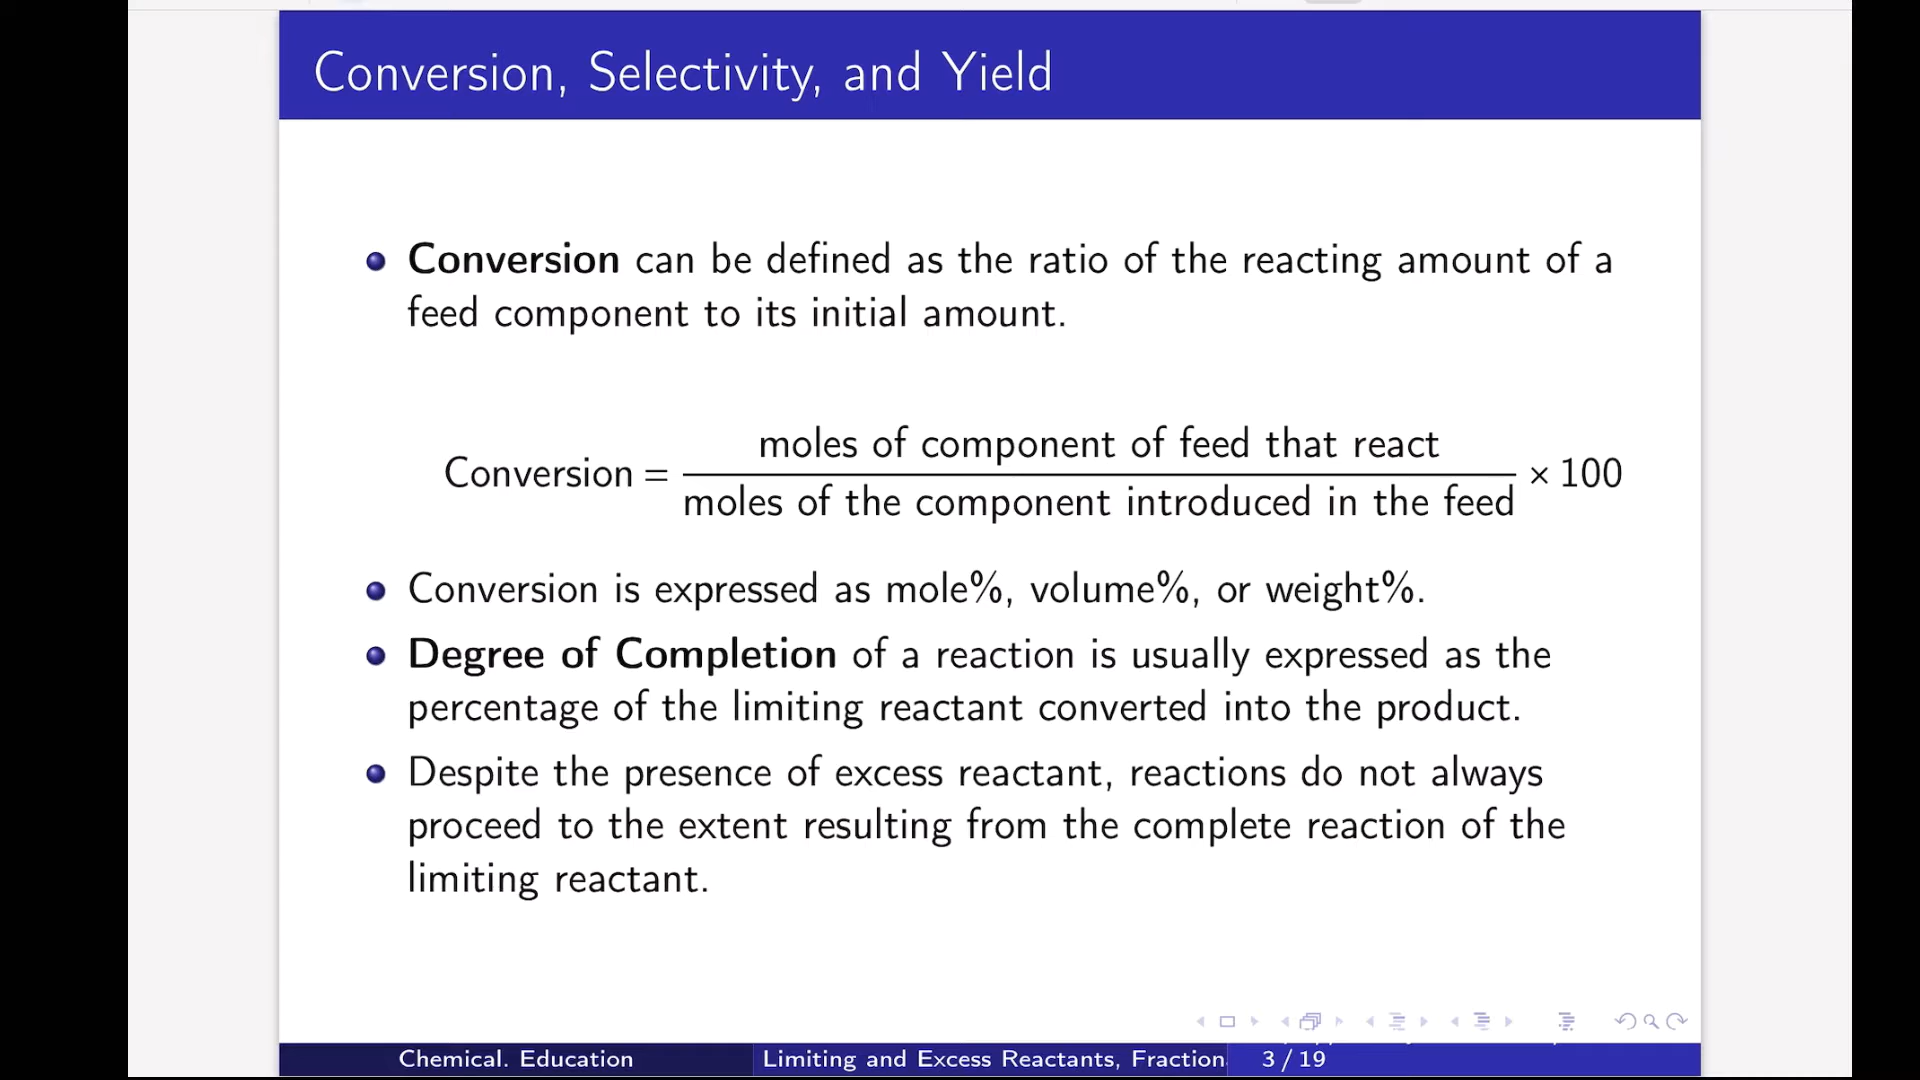 Conversion, Selectivity, and Yield
Conversion can be defined as the ratio of the reacting amount of a
feed component to its initial amount.
Conversion = moles of component of feed that react / moles of the component introduced in the feed × 100
Conversion is expressed as mole%, volume%, or weight%.
Degree of Completion of a reaction is usually expressed as the
percentage of the limiting reactant converted into the product.
Despite the presence of excess reactant, reactions do not always
proceed to the extent resulting from the complete reaction of the
limiting reactant.
Chemical. Education
Limiting and Excess Reactants, Fraction
3 / 19